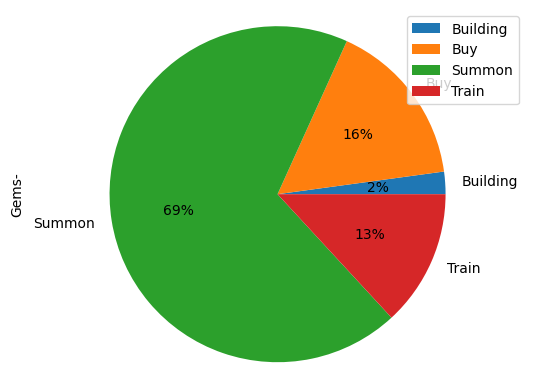 Building
Buy
Summon
Train
Buy
16%
Building
2%
Gems-
Summon
69%
13%
Train